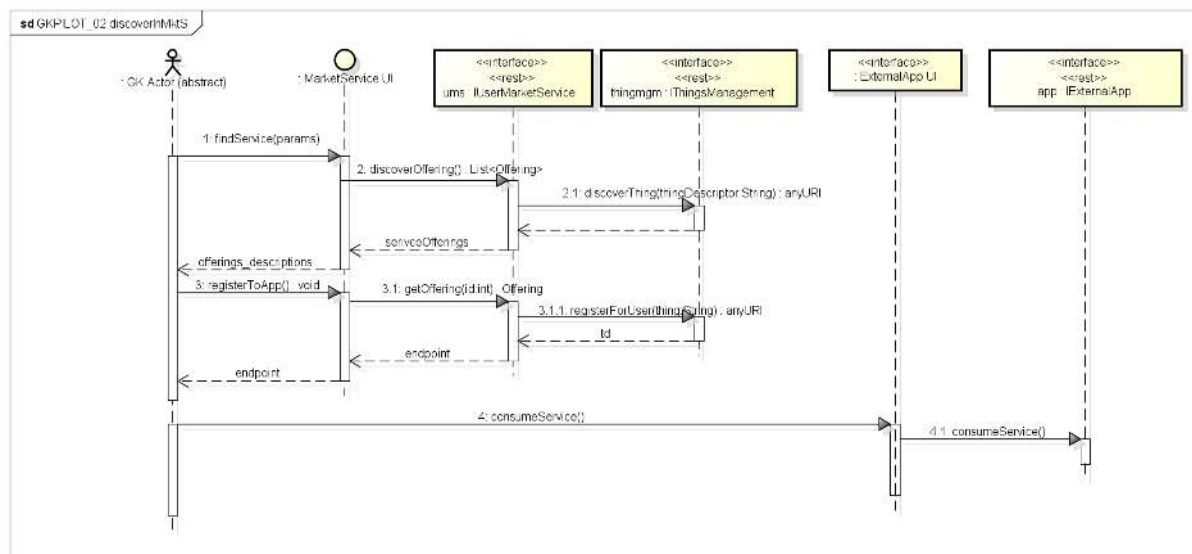 sd GKPILOT_02 discoverInMktS
: GK Actor (abstract)
: MarketService UI
<<interface>>
<<rest>>
ums : IUserMarketService
<<interface>>
<<rest>>
thingmgm : IThingsManagement
<<interface>>
: ExternalApp UI
<<interface>>
<<rest>>
app : IExternalApp
1: findService(params)
2: discoverOffering() : List<Offering>
2.1: discoverThing(thingDescriptor:String) : anyURI
serivceOfferings
offerings_descriptions
3: registerToApp() : void
3.1: getOffering(id:int) : Offering
3.1.1: registerForUser(thing:String) : anyURI
td
endpoint
endpoint
4: consumeService()
4.1: consumeService()